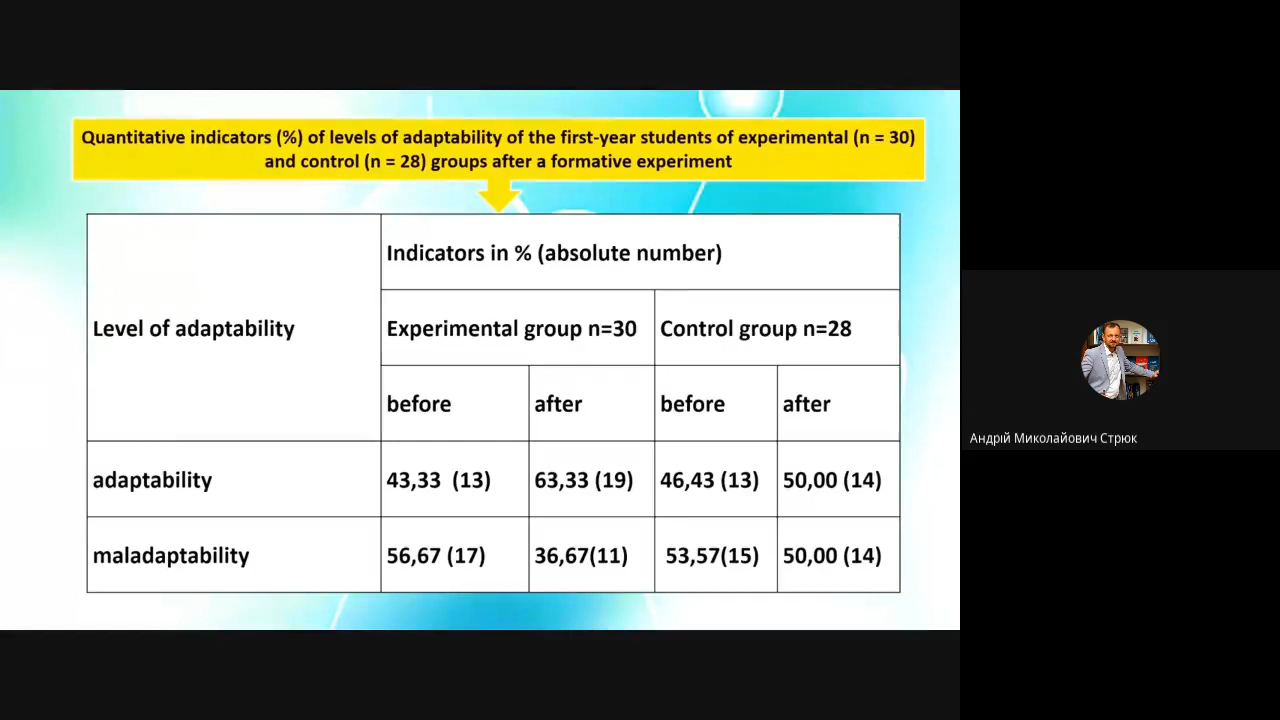 Quantitative indicators (%) of levels of adaptability of the first-year students of experimental (n = 30)
and control (n = 28) groups after a formative experiment
Indicators in % (absolute number)
Level of adaptability
Experimental group n=30
Control group n=28
before
after
before
after
adaptability
43,33 (13)
63,33 (19)
46,43 (13)
50,00 (14)
maladaptability
56,67 (17)
36,67(11)
53,57(15)
50,00 (14)
Андрій Миколайович Стрюк